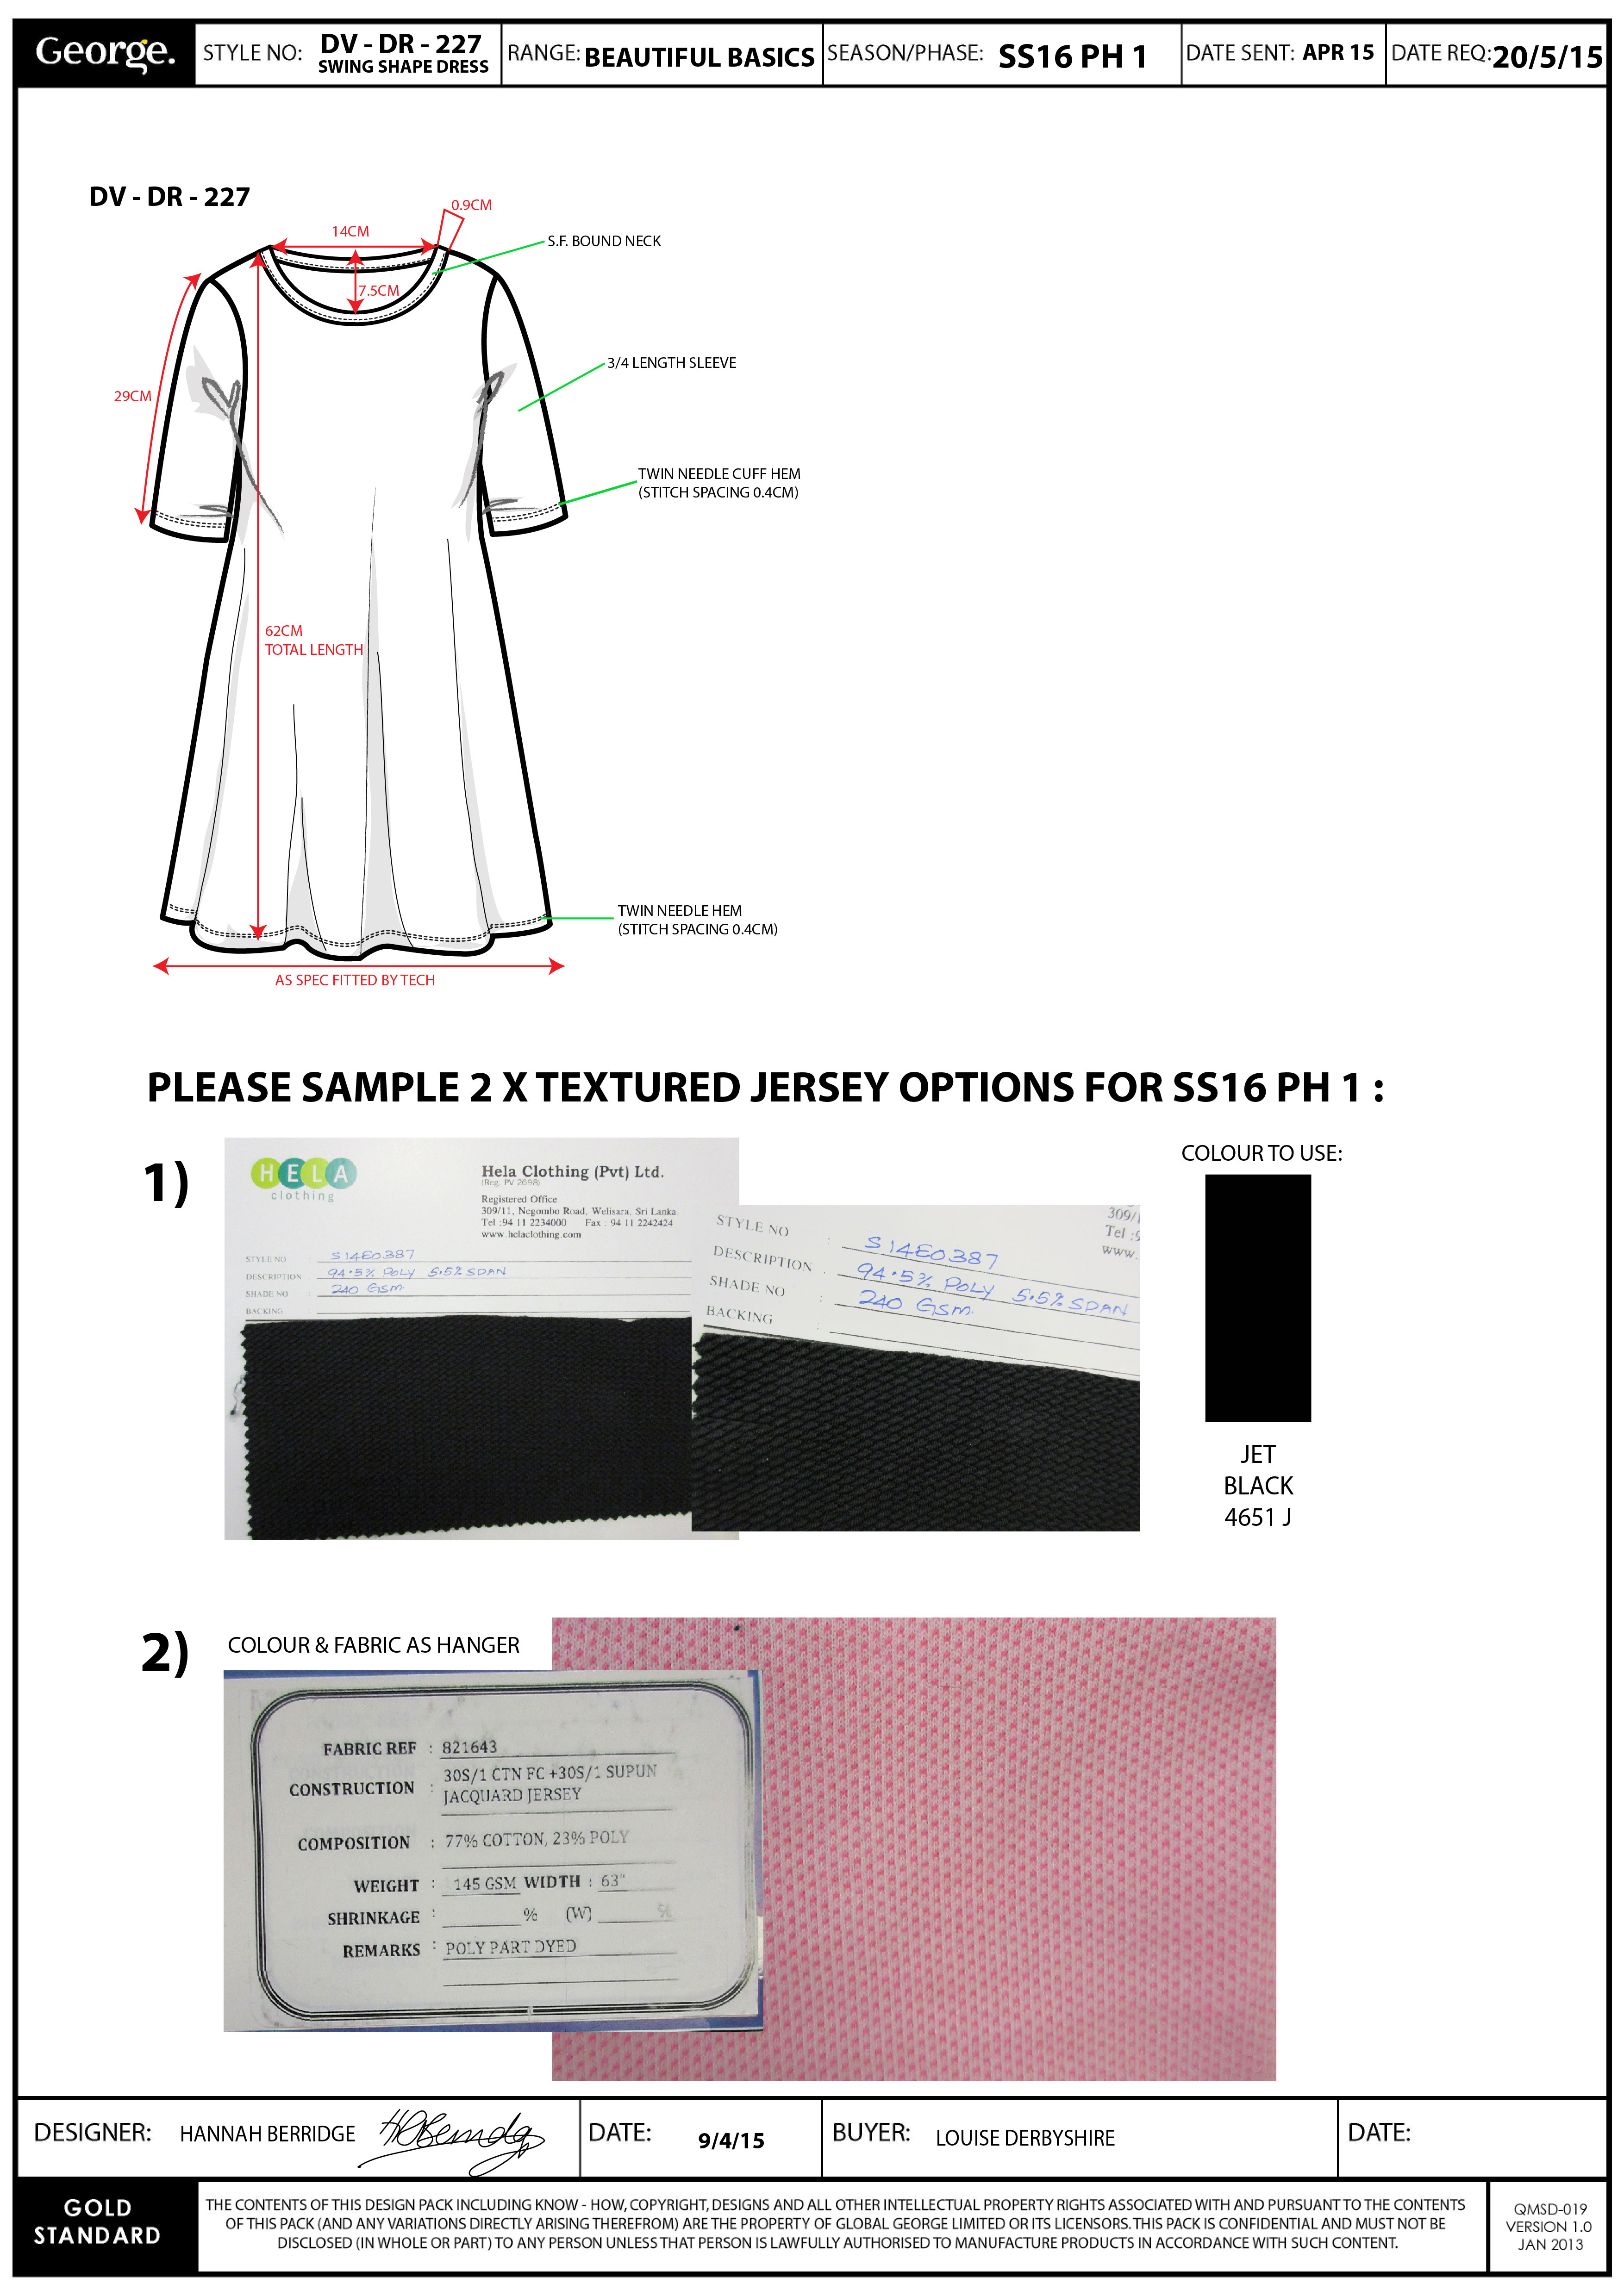 George.
STYLE NO: DV - DR - 227
SWING SHAPE DRESS
RANGE: BEAUTIFUL BASICS
SEASON/PHASE: SS16 PH 1
DATE SENT: APR 15
DATE REQ: 20/5/15
DV - DR - 227
0.9CM
14CM
S.F. BOUND NECK
7.5CM
3/4 LENGTH SLEEVE
29CM
TWIN NEEDLE CUFF HEM
(STITCH SPACING 0.4CM)
62CM
TOTAL LENGTH
TWIN NEEDLE HEM
(STITCH SPACING 0.4CM)
AS SPEC FITTED BY TECH
PLEASE SAMPLE 2 X TEXTURED JERSEY OPTIONS FOR SS16 PH 1 :
1)
HELA
clothing
Hela Clothing (Pvt) Ltd.
(Reg. PV 2698)
Registered Office
309/11, Negombo Road, Welisara, Sri Lanka.
Tel :94 11 2234000 Fax : 94 11 2242424
www.helaclothing.com
STYLE NO : S14E0387
DESCRIPTION : 94.5% POLY 5.5% SPAN
SHADE NO : 240 GSM.
BACKING
309/1
Tel :9
www.
STYLE NO : S14E0387
DESCRIPTION : 94.5% POLY 5.5% SPAN
SHADE NO : 240 GSM.
BACKING :
COLOUR TO USE:
JET
BLACK
4651 J
2)
COLOUR & FABRIC AS HANGER
FABRIC REF : 821643
CONSTRUCTION : 30S/1 CTN FC +30S/1 SUPUN
JACQUARD JERSEY
COMPOSITION : 77% COTTON, 23% POLY
WEIGHT : 145 GSM WIDTH : 63"
SHRINKAGE : % (W) %
REMARKS : POLY PART DYED
DESIGNER: HANNAH BERRIDGE
DATE: 9/4/15
BUYER: LOUISE DERBYSHIRE
DATE:
GOLD
STANDARD
THE CONTENTS OF THIS DESIGN PACK INCLUDING KNOW - HOW, COPYRIGHT, DESIGNS AND ALL OTHER INTELLECTUAL PROPERTY RIGHTS ASSOCIATED WITH AND PURSUANT TO THE CONTENTS
OF THIS PACK (AND ANY VARIATIONS DIRECTLY ARISING THEREFROM) ARE THE PROPERTY OF GLOBAL GEORGE LIMITED OR ITS LICENSORS. THIS PACK IS CONFIDENTIAL AND MUST NOT BE
DISCLOSED (IN WHOLE OR PART) TO ANY PERSON UNLESS THAT PERSON IS LAWFULLY AUTHORISED TO MANUFACTURE PRODUCTS IN ACCORDANCE WITH SUCH CONTENT.
QMSD-019
VERSION 1.0
JAN 2013